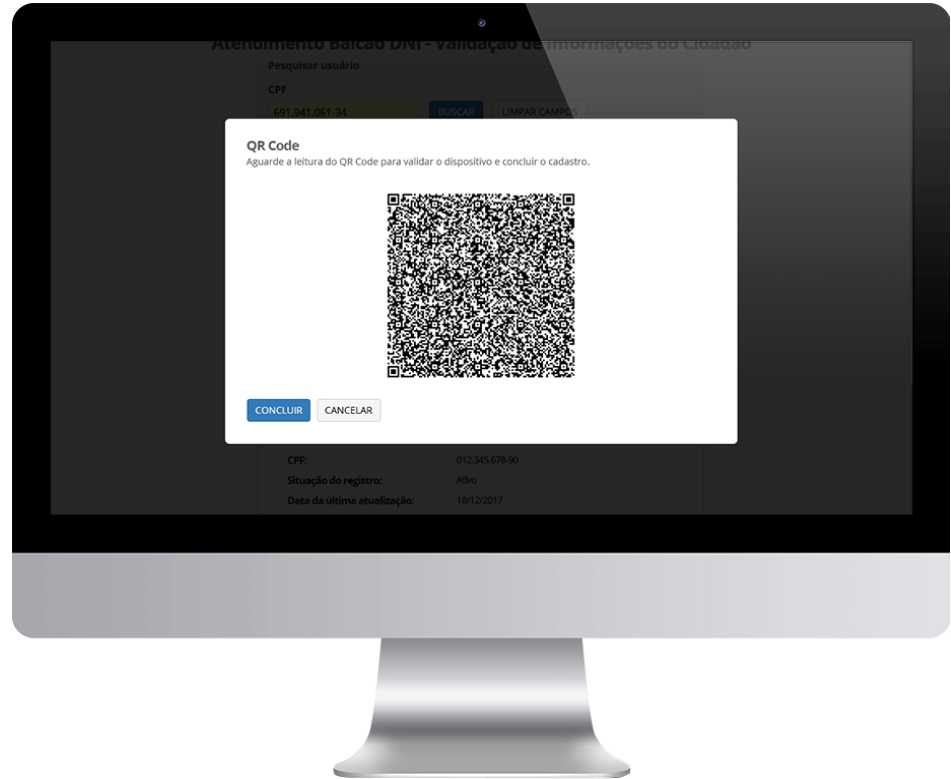 Atendimento Balcão DNI - Validação de Informações do Cidadão
Pesquisar usuário
CPF
691.941.061-34 BUSCAR LIMPAR CAMPOS
QR Code
Aguarde a leitura do QR Code para validar o dispositivo e concluir o cadastro.
CONCLUIR CANCELAR
CPF: 012.345.678-90
Situação do registro: Ativo
Data da última atualização: 18/12/2017